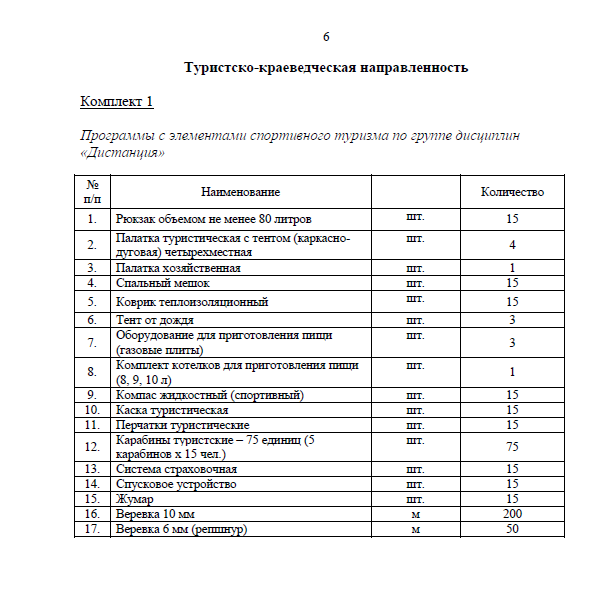 6
Туристско-краеведческая направленность
Комплект 1
Программы с элементами спортивного туризма по группе дисциплин
«Дистанция»
№
п/п
Наименование
Количество
1. Рюкзак объемом не менее 80 литров шт. 15
2. Палатка туристическая с тентом (каркасно-
дуговая) четырехместная шт. 4
3. Палатка хозяйственная шт. 1
4. Спальный мешок шт. 15
5. Коврик теплоизоляционный шт. 15
6. Тент от дождя шт. 3
7. Оборудование для приготовления пищи
(газовые плиты) шт. 3
8. Комплект котелков для приготовления пищи
(8, 9, 10 л) шт. 1
9. Компас жидкостный (спортивный) шт. 15
10. Каска туристическая шт. 15
11. Перчатки туристические шт. 15
12. Карабины туристские – 75 единиц (5
карабинов х 15 чел.) шт. 75
13. Система страховочная шт. 15
14. Спусковое устройство шт. 15
15. Жумар шт. 15
16. Веревка 10 мм м 200
17. Веревка 6 мм (репшнур) м 50